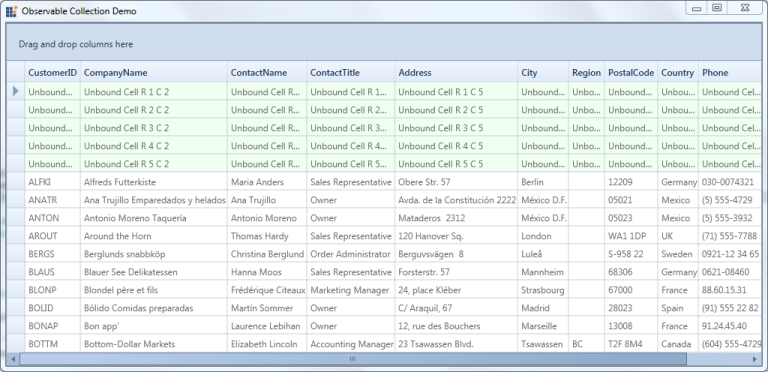 Observable Collection Demo
Drag and drop columns here
CustomerID CompanyName ContactName ContactTitle Address City Region PostalCode Country Phone
Unbound... Unbound Cell R 1 C 2 Unbound Cell R... Unbound Cell R 1... Unbound Cell R 1 C 5 Unbound... Unbo... Unbound... Unbou... Unbound Cel...
Unbound... Unbound Cell R 2 C 2 Unbound Cell R... Unbound Cell R 2... Unbound Cell R 2 C 5 Unbound... Unbo... Unbound... Unbou... Unbound Cel...
Unbound... Unbound Cell R 3 C 2 Unbound Cell R... Unbound Cell R 3... Unbound Cell R 3 C 5 Unbound... Unbo... Unbound... Unbou... Unbound Cel...
Unbound... Unbound Cell R 4 C 2 Unbound Cell R... Unbound Cell R 4... Unbound Cell R 4 C 5 Unbound... Unbo... Unbound... Unbou... Unbound Cel...
Unbound... Unbound Cell R 5 C 2 Unbound Cell R... Unbound Cell R 5... Unbound Cell R 5 C 5 Unbound... Unbo... Unbound... Unbou... Unbound Cel...
ALFKI Alfreds Futterkiste Maria Anders Sales Representative Obere Str. 57 Berlin 12209 Germany 030-0074321
ANATR Ana Trujillo Emparedados y helados Ana Trujillo Owner Avda. de la Constitución 2222 México D.F. 05021 Mexico (5) 555-4729
ANTON Antonio Moreno Taquería Antonio Moreno Owner Mataderos 2312 México D.F. 05023 Mexico (5) 555-3932
AROUT Around the Horn Thomas Hardy Sales Representative 120 Hanover Sq. London WA1 1DP UK (71) 555-7788
BERGS Berglunds snabbköp Christina Berglund Order Administrator Berguvsvägen 8 Luleå S-958 22 Sweden 0921-12 34 65
BLAUS Blauer See Delikatessen Hanna Moos Sales Representative Forsterstr. 57 Mannheim 68306 Germany 0621-08460
BLONP Blondel père et fils Frédérique Citeaux Marketing Manager 24, place Kléber Strasbourg 67000 France 88.60.15.31
BOLID Bólido Comidas preparadas Martín Sommer Owner C/ Araquil, 67 Madrid 28023 Spain (91) 555 22 82
BONAP Bon app' Laurence Lebihan Owner 12, rue des Bouchers Marseille 13008 France 91.24.45.40
BOTTM Bottom-Dollar Markets Elizabeth Lincoln Accounting Manager 23 Tsawassen Blvd. Tsawassen BC T2F 8M4 Canada (604) 555-4729